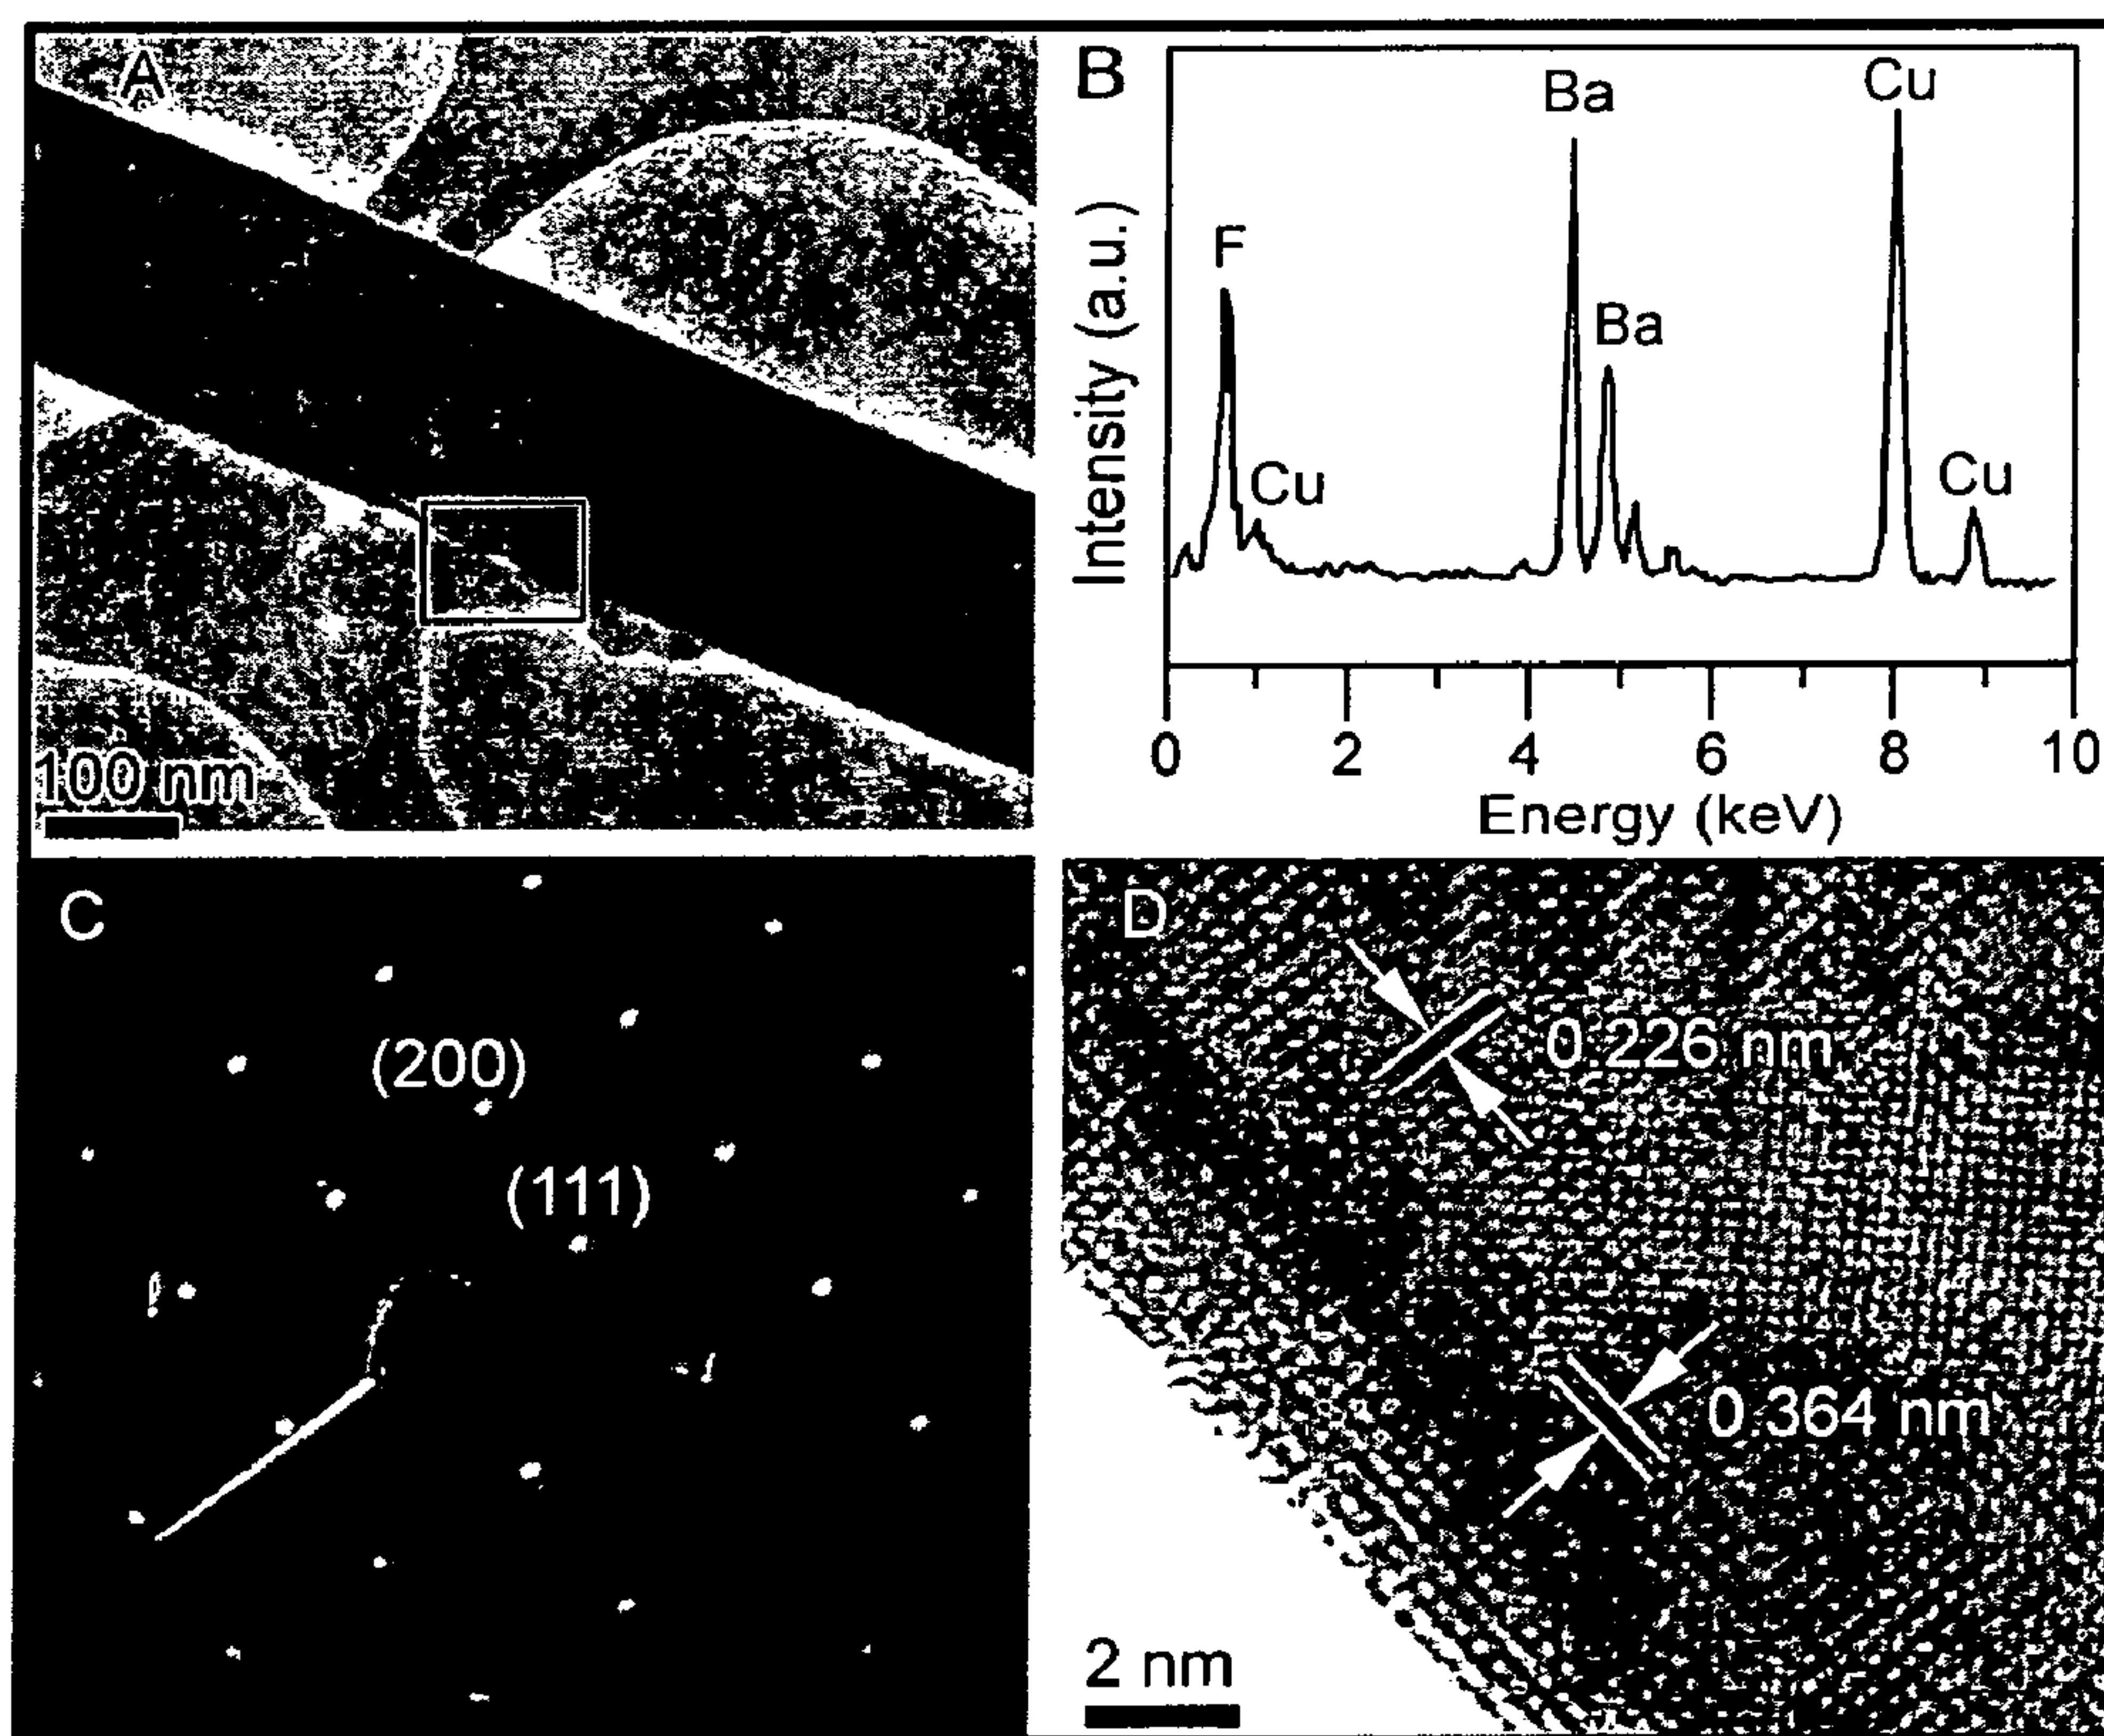 A
100 nm
B
Ba
Cu
F
Ba
Cu
Cu
Intensity (a.u.)
0 2 4 6 8 10
Energy (keV)
C
(200)
(111)
D
0.226 nm
0.364 nm
2 nm